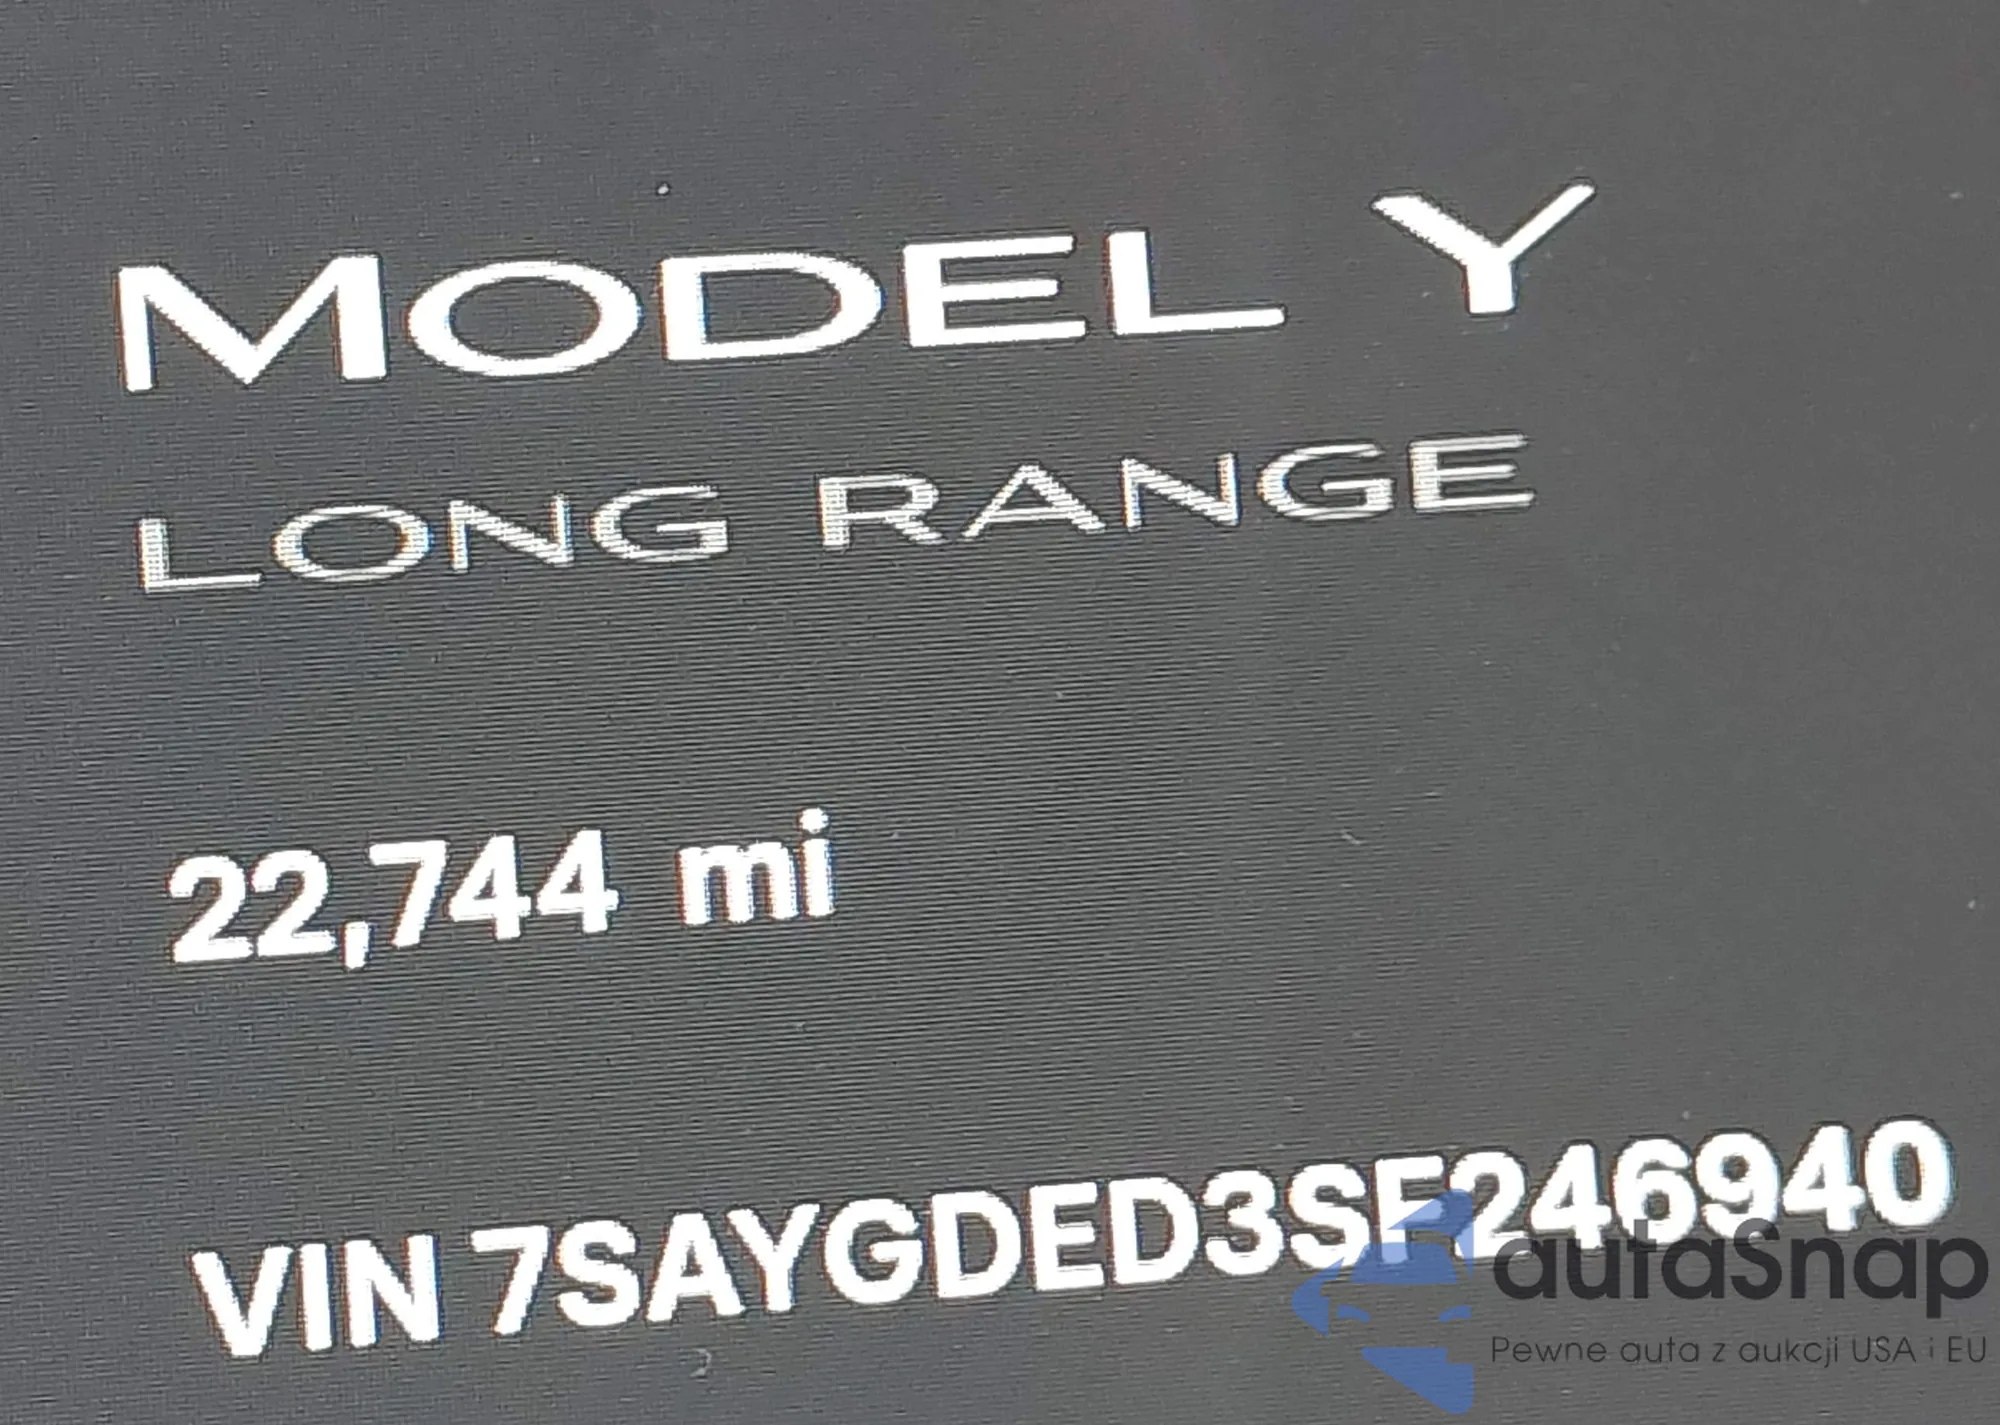 MODEL Y
LONG RANGE
22,744 mi
VIN 7SAYGDED3SF246940
autaSnap
Pewne auta z aukcji USA i EU